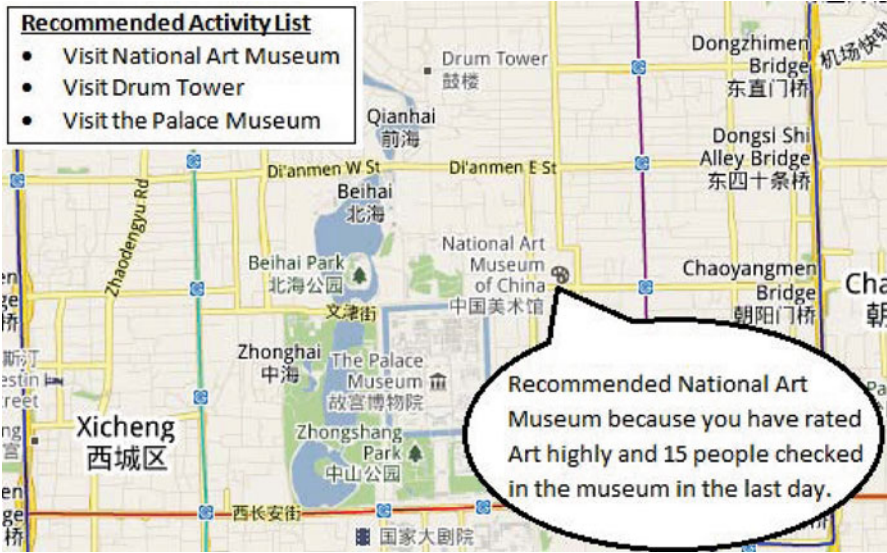 Recommended Activity List
• Visit National Art Museum
• Visit Drum Tower
• Visit the Palace Museum
Drum Tower
鼓楼
Dongzhimen
Bridge
东直门桥
机场快轨
Qianhai
前海
Dongsi Shi
Alley Bridge
东四十条桥
Di'anmen W St
Di'anmen E St
Beihai
北海
Zhaodengyu Rd
National Art
Museum
of China
中国美术馆
Beihai Park
北海公园
Chaoyangmen
Bridge
朝阳门桥
Cha
朝
文津街
Zhonghai
中海
The Palace
Museum
故宫博物院
estin
reet
Xicheng
西城区
Zhongshang
Park
中山公园
西长安街
国家大剧院
Recommended National Art
Museum because you have rated
Art highly and 15 people checked
in the museum in the last day.